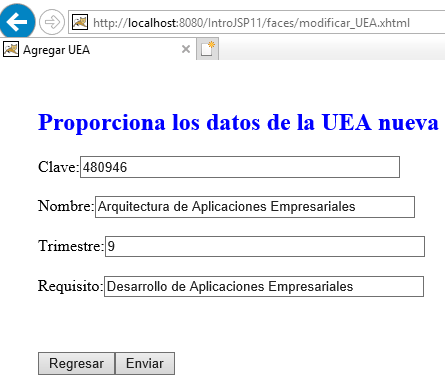 http://localhost:8080/IntroJSP11/faces/modificar_UEA.xhtml
Agregar UEA
Proporciona los datos de la UEA nueva
Clave: 480946
Nombre: Arquitectura de Aplicaciones Empresariales
Trimestre: 9
Requisito: Desarrollo de Aplicaciones Empresariales
Regresar Enviar